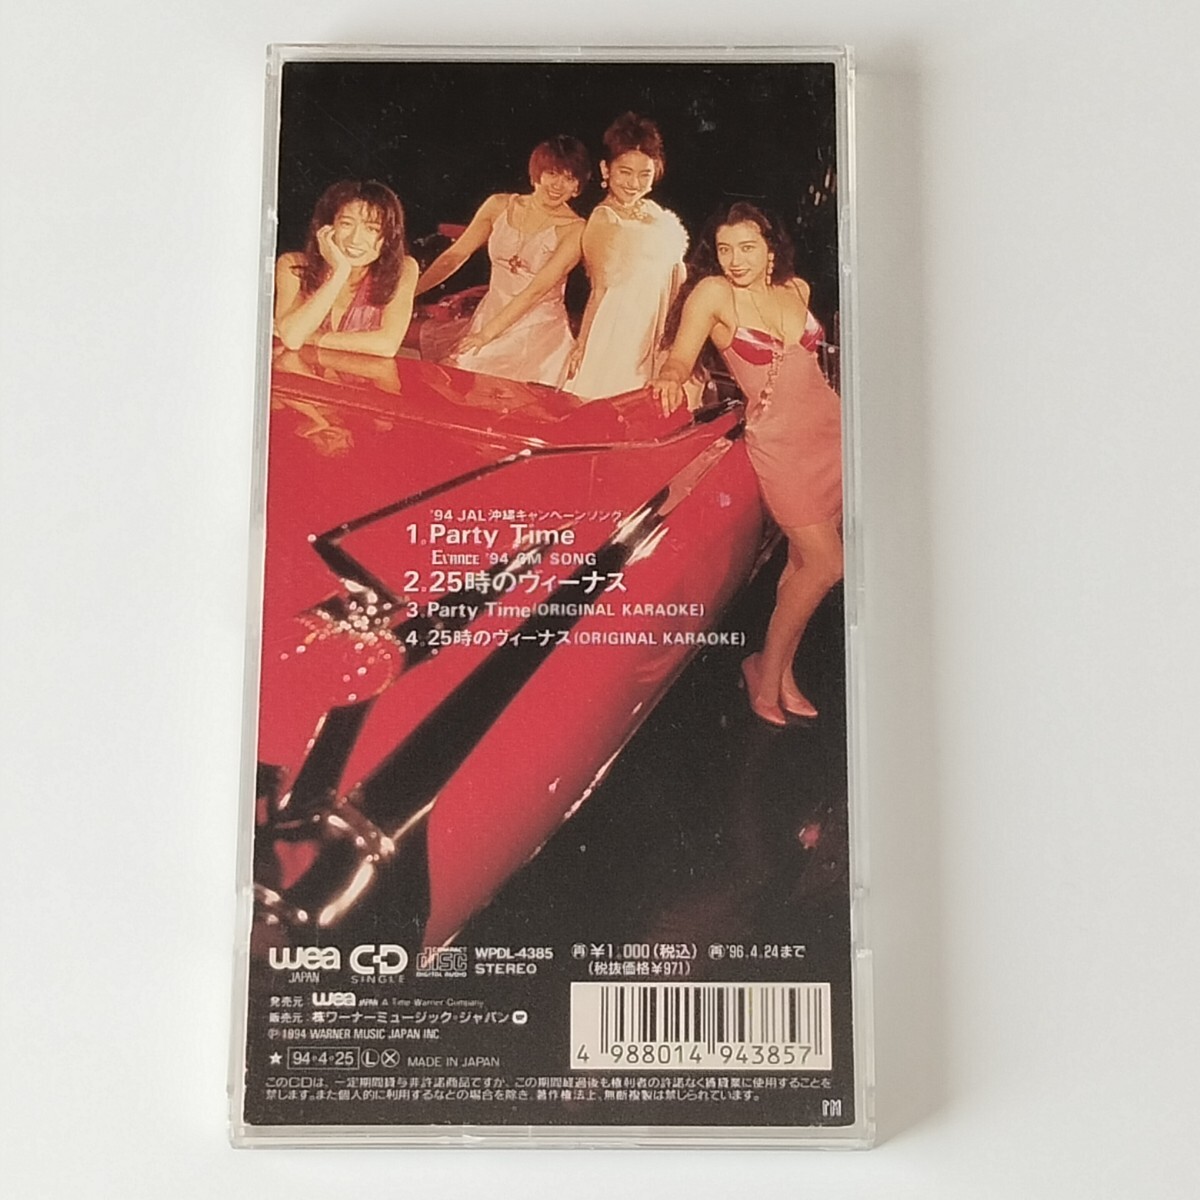 '94 JAL 沖縄キャンペーンソング
1.Party Time
'94 CM SONG
2.25時のヴィーナス
3.Party Time(ORIGINAL KARAOKE)
4.25時のヴィーナス(ORIGINAL KARAOKE)
wea JAPAN
CD SINGLE
COMPACT disc DIGITAL AUDIO
WPDL-4385
STEREO
再¥1,000(税込) 再'96.4.24まで
(税抜価格¥971)
発売元: wea JAPAN A Time Warner Company
販売元: 株ワーナーミュージック・ジャパン
℗ 1994 WARNER MUSIC JAPAN INC.
★ 94・4・25 Ⓛ Ⓧ MADE IN JAPAN
4 988014 943857
このCDは、一定期間貸与非許諾商品ですが、この期間経過後も権利者の許諾なく賃貸業に使用することを
禁じします。また個人的に利用するなどの場合を除き、著作権法上、無断複製は禁じられています。